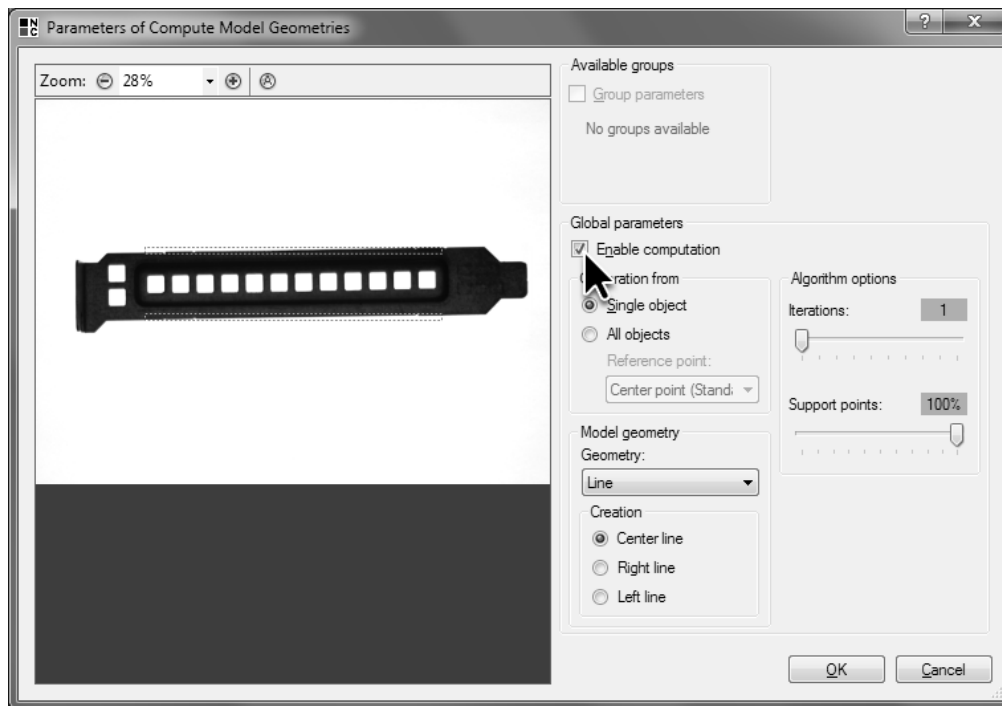 Parameters of Compute Model Geometries
Zoom: 28%
Available groups
Group parameters
No groups available
Global parameters
Enable computation
ration from
Single object
All objects
Reference point:
Center point (Stand
Algorithm options
Iterations: 1
Support points: 100%
Model geometry
Geometry:
Line
Creation
Center line
Right line
Left line
OK Cancel